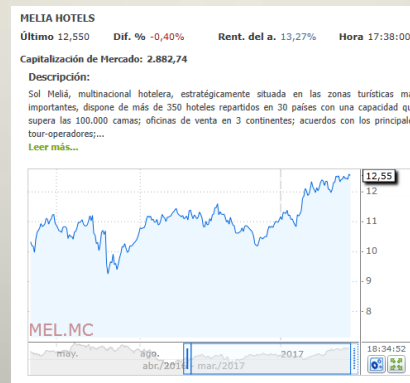 MELIA HOTELS
Último 12,550 Dif. % -0,40% Rent. del a. 13,27% Hora 17:38:00
Capitalización de Mercado: 2.882,74
Descripción:
Sol Meliá, multinacional hotelera, estratégicamente situada en las zonas turísticas má
importantes, dispone de más de 350 hoteles repartidos en 30 países con una capacidad qu
supera las 100.000 camas; oficinas de venta en 3 continentes; acuerdos con los principale
tour-operadores;...
Leer más...
12,55
12
11
10
9
8
MEL.MC
may. ago. 2017
abr./2016 - mar./2017
18:34:52